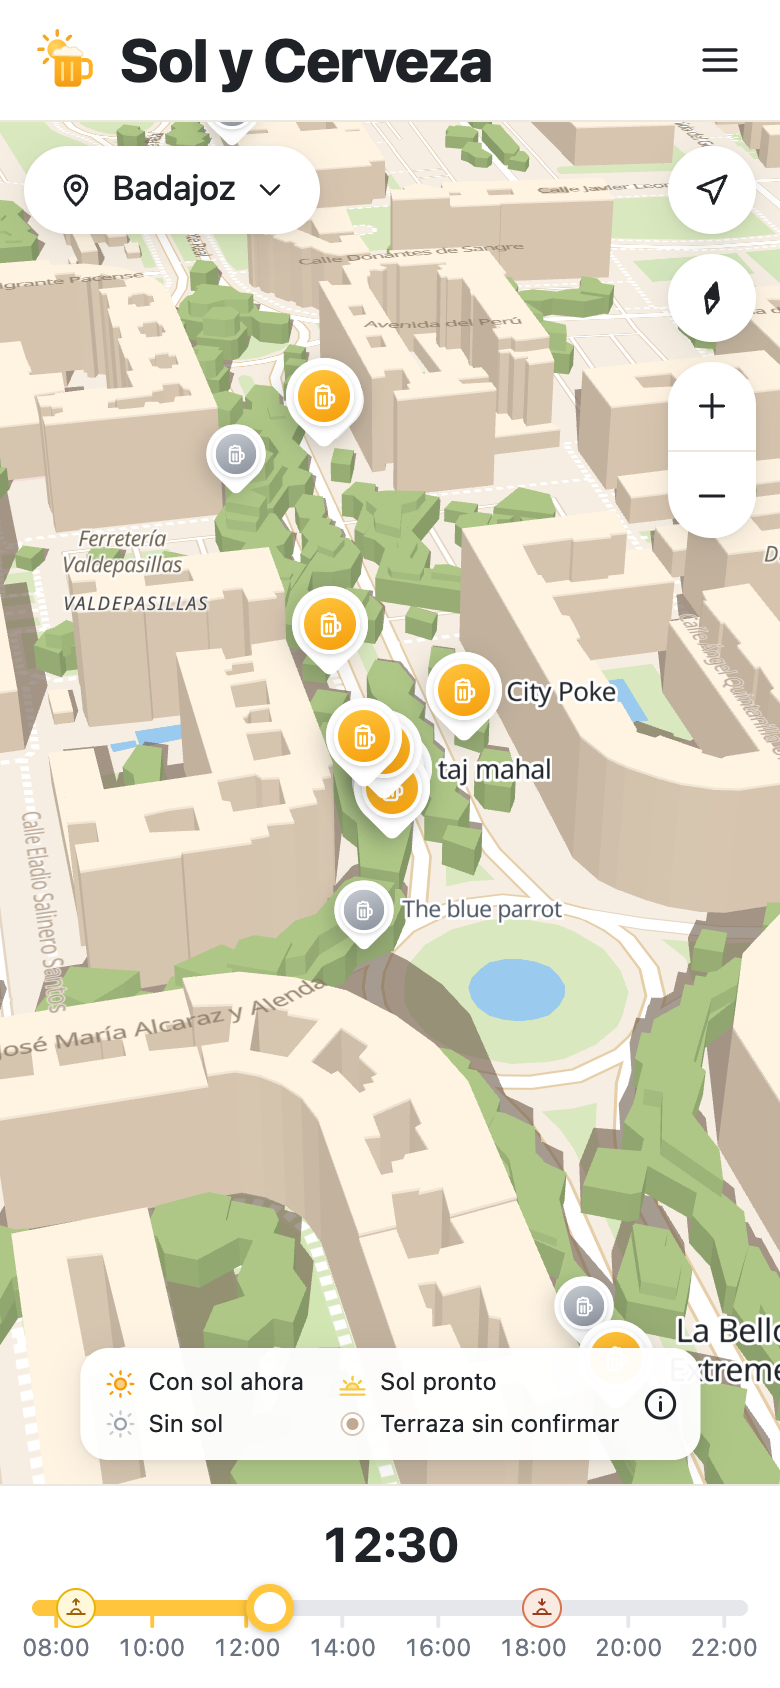 Sol y Cerveza
Badajoz
Calle Javier Leor
Calle Donantes de Sangre
igrante Pacense
Avenida del Perú
Ferretería
Valdepasillas
VALDEPASILLAS
City Poke
taj mahal
Calle Eladio Salinero Santos
The blue parrot
José María Alcaraz y Alenda
La Bello
Extreme
Con sol ahora
Sol pronto
Sin sol
Terraza sin confirmar
12:30
08:00 10:00 12:00 14:00 16:00 18:00 20:00 22:00